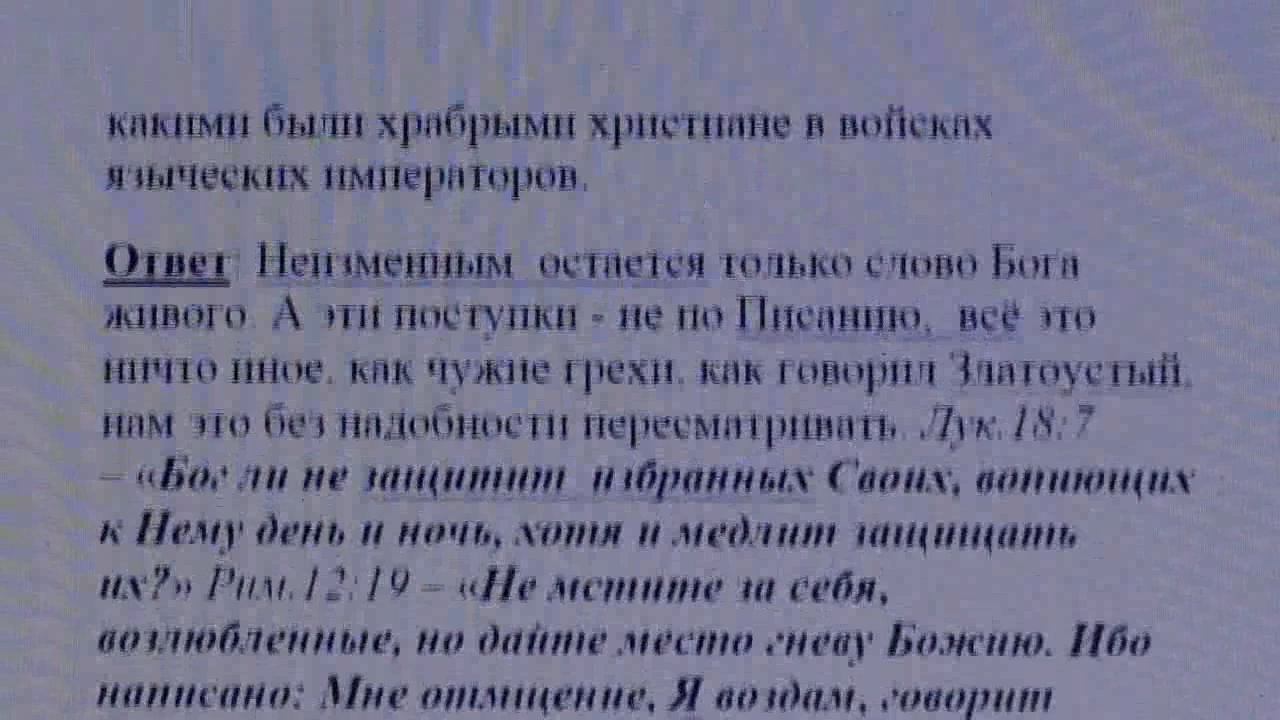 какими были храбрыми христиане в войсках
языческих императоров.
Ответ: Неизменным остается только слово Бога
живого. А эти поступки - не по Писанию, всё это
ничто иное, как чужие грехи, как говорил Златоустый,
нам это без надобности пересматривать. Лук.18:7
– «Бог ли не защитит избранных Своих, вопиющих
к Нему день и ночь, хотя и медлит защищать
их?» Рим.12:19 – «Не мстите за себя,
возлюбленные, но дайте место гневу Божию. Ибо
написано: Мне отмщение, Я воздам, говорит